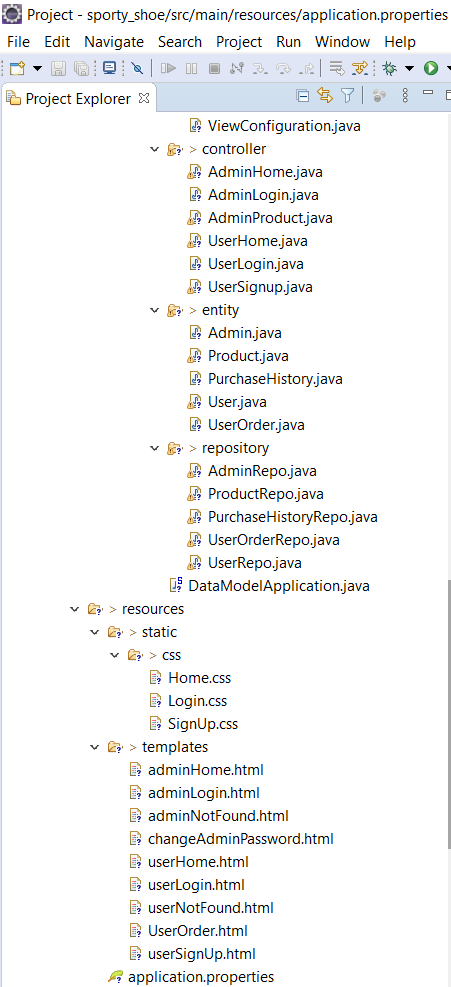 Project - sporty_shoe/src/main/resources/application.properties
File Edit Navigate Search Project Run Window Help
Project Explorer
ViewConfiguration.java
> controller
AdminHome.java
AdminLogin.java
AdminProduct.java
UserHome.java
UserLogin.java
UserSignup.java
> entity
Admin.java
Product.java
PurchaseHistory.java
User.java
UserOrder.java
> repository
AdminRepo.java
ProductRepo.java
PurchaseHistoryRepo.java
UserOrderRepo.java
UserRepo.java
DataModelApplication.java
> resources
> static
> css
Home.css
Login.css
SignUp.css
> templates
adminHome.html
adminLogin.html
adminNotFound.html
changeAdminPassword.html
userHome.html
userLogin.html
userNotFound.html
UserOrder.html
userSignUp.html
application.properties